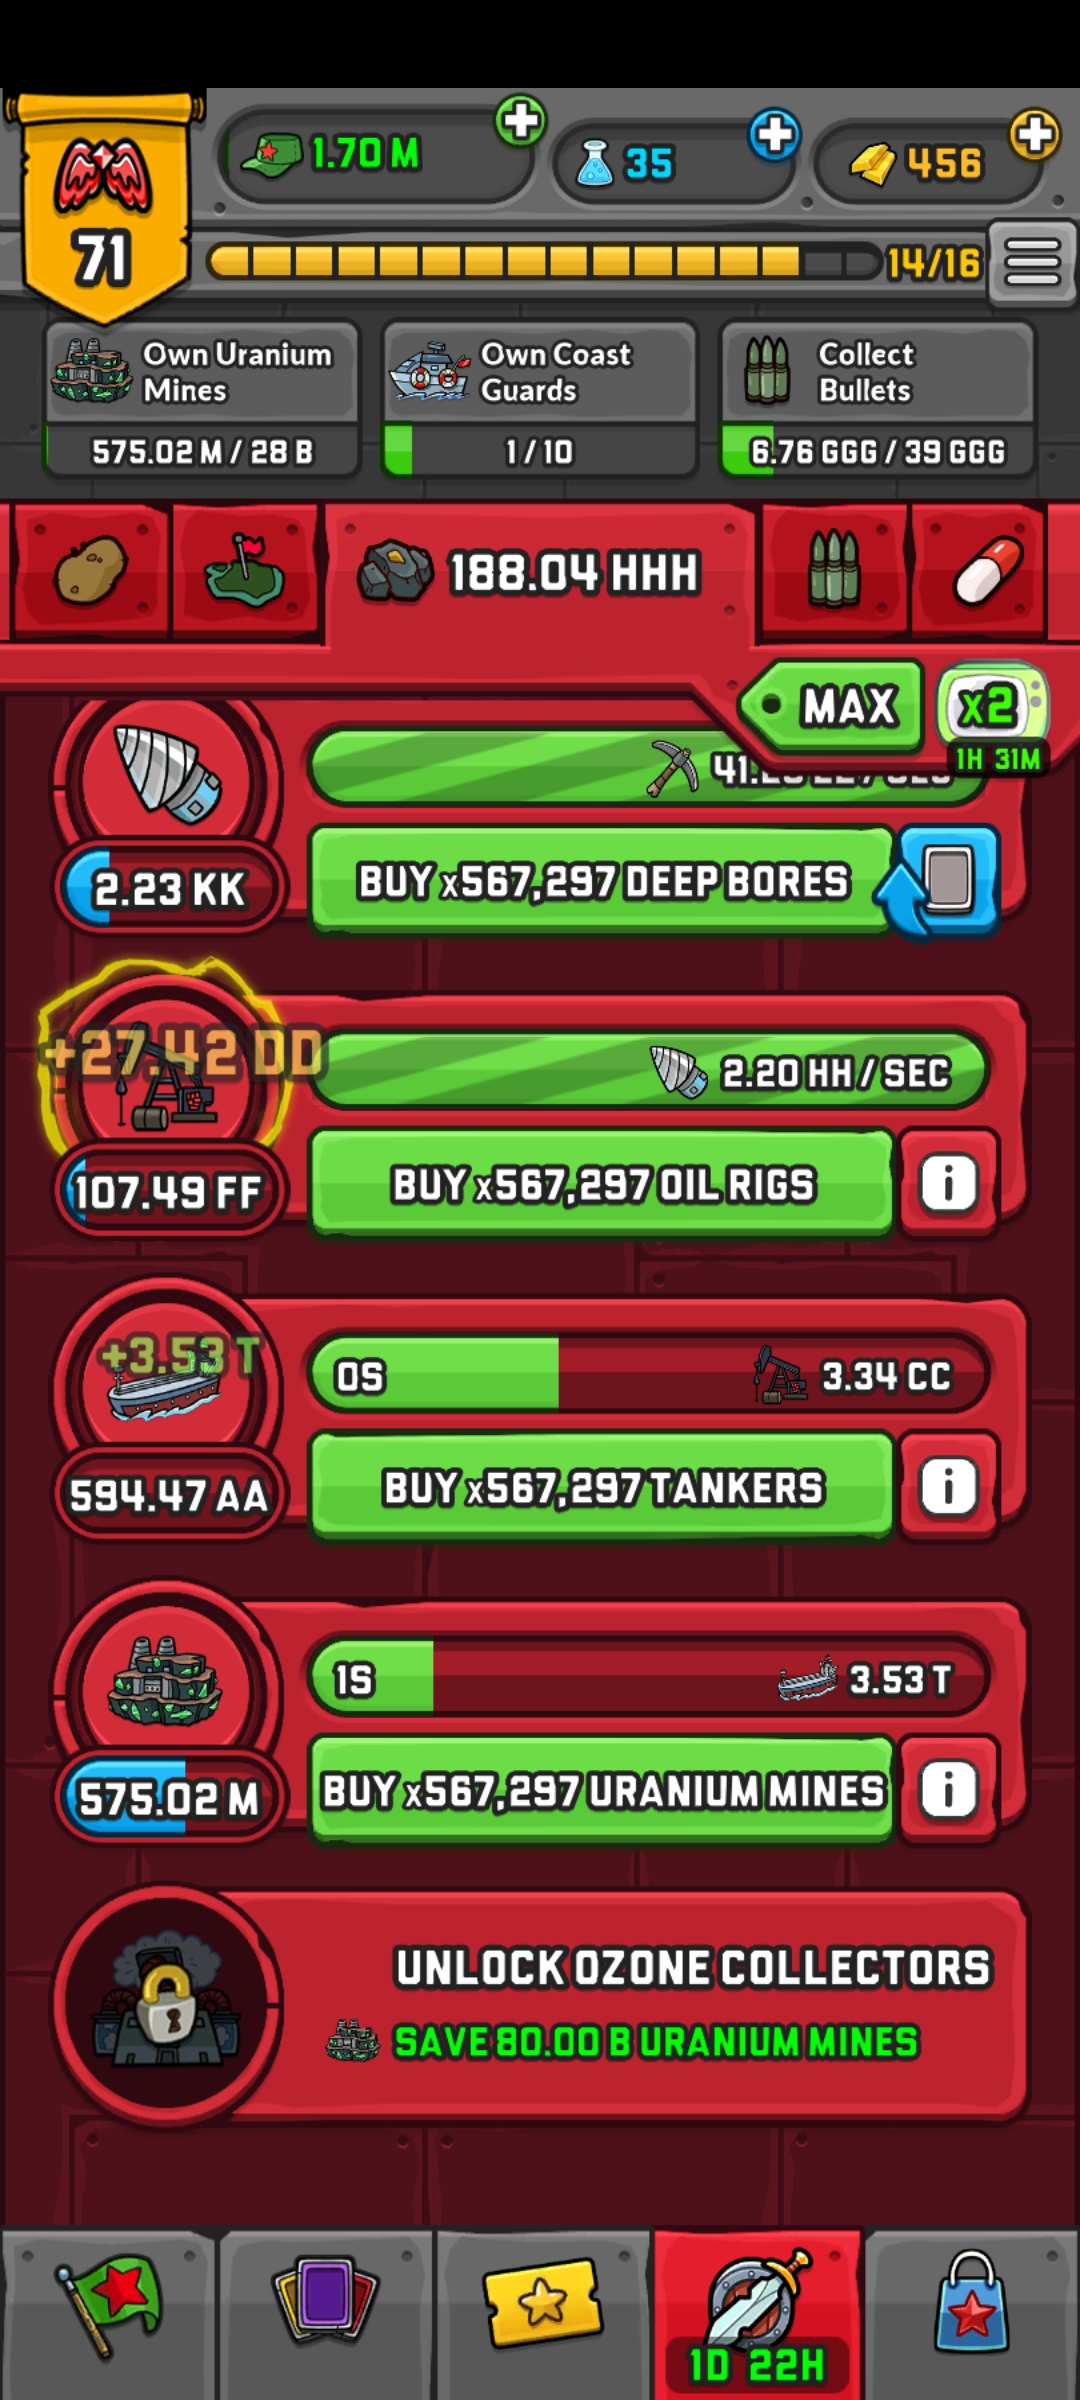 1.70 M
35
456
71
14/16
Own Uranium
Mines
575.02 M / 28 B
Own Coast
Guards
1 / 10
Collect
Bullets
6.76 GGG / 39 GGG
188.04 HHH
MAX
x2
1H 31M
2.23 KK
BUY x567,297 DEEP BORES
+27.42 DD
2.20 HH / SEC
107.49 FF
BUY x567,297 OIL RIGS
+3.53 T
0S
3.34 CC
594.47 AA
BUY x567,297 TANKERS
1S
3.53 T
575.02 M
BUY x567,297 URANIUM MINES
UNLOCK OZONE COLLECTORS
SAVE 80.00 B URANIUM MINES
1D 22H